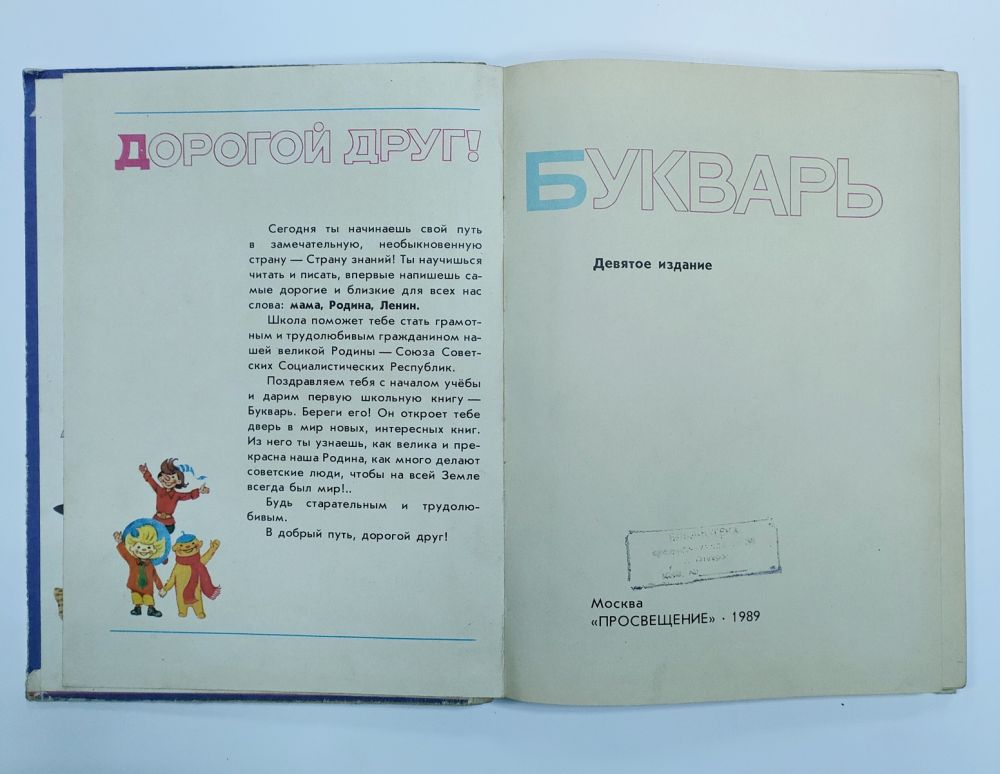 ДОРОГОЙ ДРУГ!
Сегодня ты начинаешь свой путь
в замечательную, необыкновенную
страну — Страну знаний! Ты научишься
читать и писать, впервые напишешь са-
мые дорогие и близкие для всех нас
слова: мама, Родина, Ленин.
Школа поможет тебе стать грамот-
ным и трудолюбивым гражданином на-
шей великой Родины — Союза Совет-
ских Социалистических Республик.
Поздравляем тебя с началом учёбы
и дарим первую школьную книгу —
Букварь. Береги его! Он откроет тебе
дверь в мир новых, интересных книг.
Из него ты узнаешь, как велика и пре-
красна наша Родина, как много делают
советские люди, чтобы на всей Земле
всегда был мир!..
Будь старательным и трудолю-
бивым.
В добрый путь, дорогой друг!
БУКВАРЬ
Девятое издание
Москва
«ПРОСВЕЩЕНИЕ» · 1989